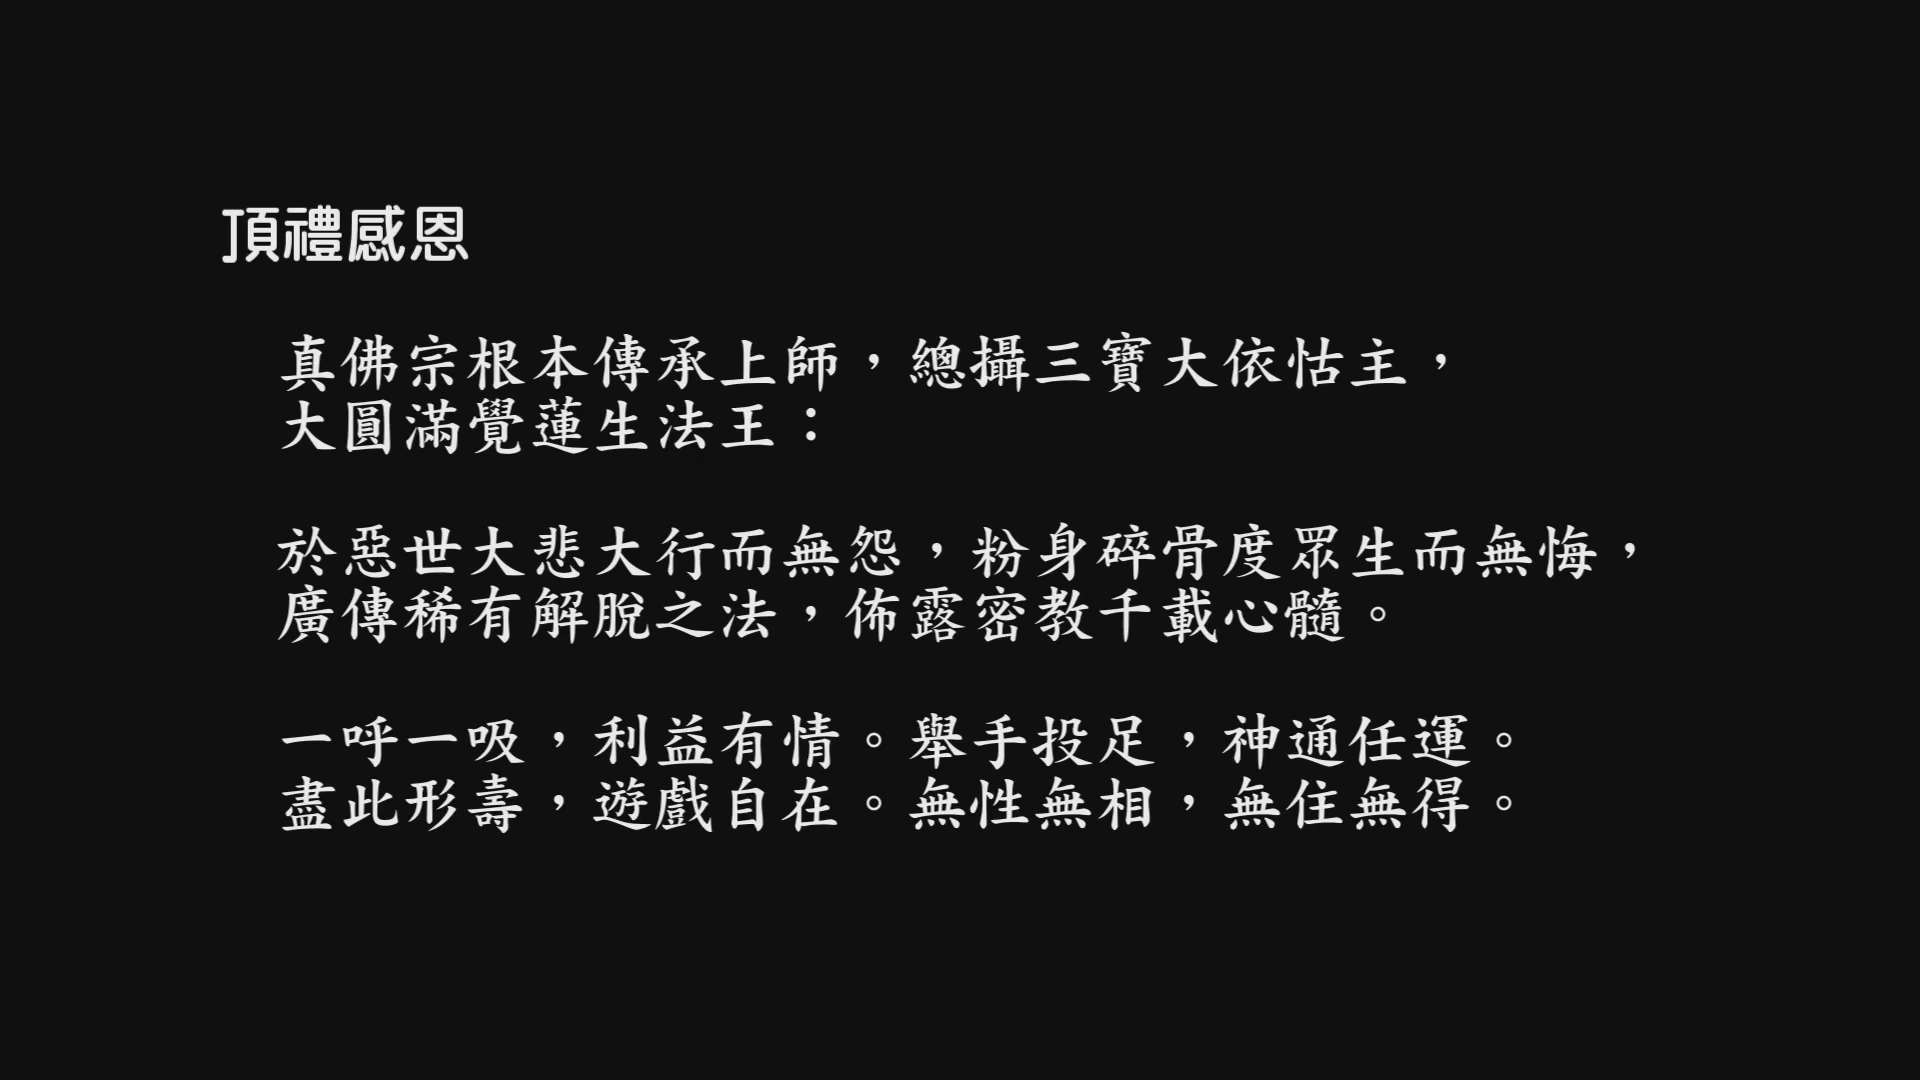 頂禮感恩
真佛宗根本傳承上師，總攝三寶大依怙主，
大圓滿覺蓮生法王：
於惡世大悲大行而無怨，粉身碎骨度眾生而無悔，
廣傳稀有解脫之法，佈露密教千載心髓。
一呼一吸，利益有情。舉手投足，神通任運。
盡此形壽，遊戲自在。無性無相，無住無得。